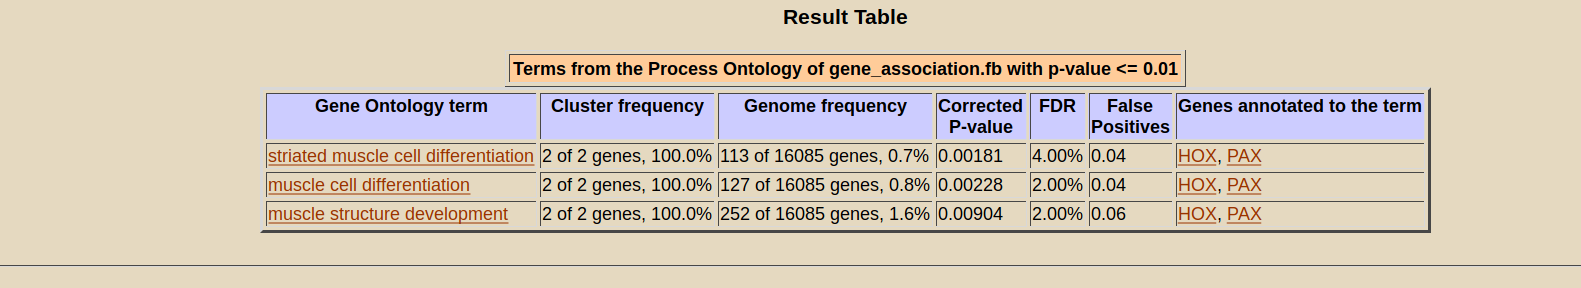 Result Table
Terms from the Process Ontology of gene_association.fb with p-value <= 0.01
Gene Ontology term Cluster frequency Genome frequency Corrected P-value FDR False Positives Genes annotated to the term
striated muscle cell differentiation 2 of 2 genes, 100.0% 113 of 16085 genes, 0.7% 0.00181 4.00% 0.04 HOX, PAX
muscle cell differentiation 2 of 2 genes, 100.0% 127 of 16085 genes, 0.8% 0.00228 2.00% 0.04 HOX, PAX
muscle structure development 2 of 2 genes, 100.0% 252 of 16085 genes, 1.6% 0.00904 2.00% 0.06 HOX, PAX